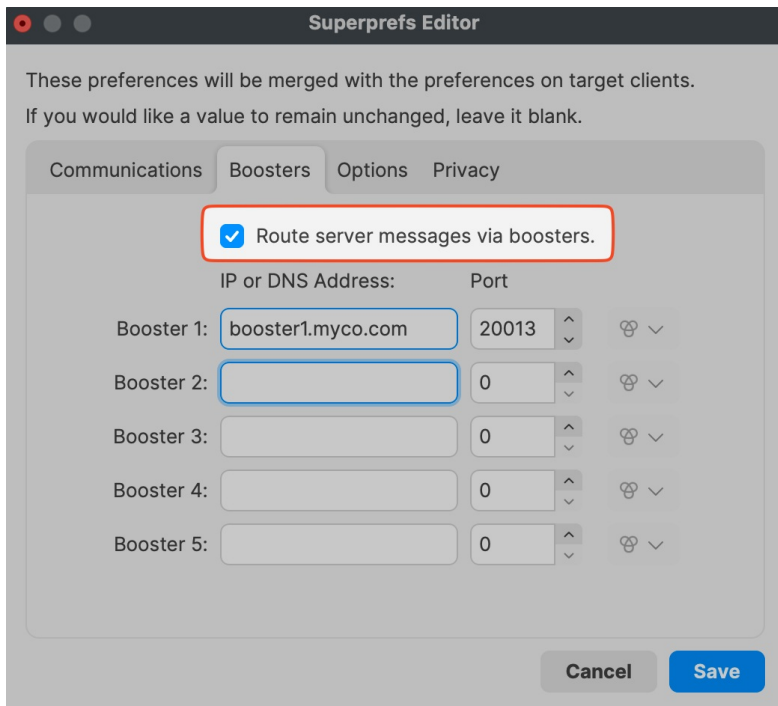 Superprefs Editor
These preferences will be merged with the preferences on target clients.
If you would like a value to remain unchanged, leave it blank.
Communications Boosters Options Privacy
Route server messages via boosters.
IP or DNS Address: Port
Booster 1: booster1.myco.com 20013
Booster 2: 0
Booster 3: 0
Booster 4: 0
Booster 5: 0
Cancel Save